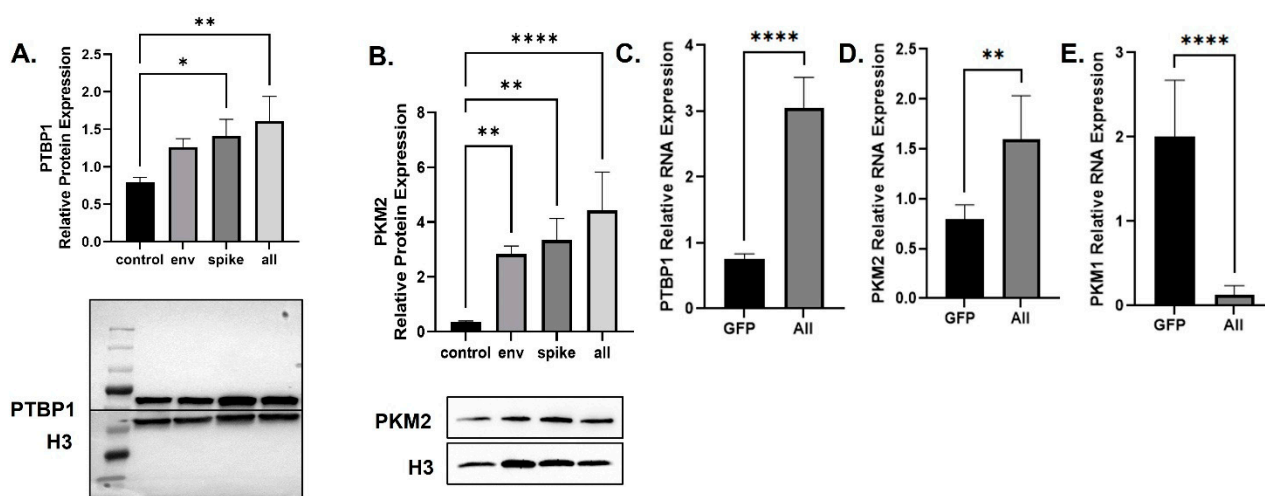 A.
**
*
PTBP1
Relative Protein Expression
2.5
2.0
1.5
1.0
0.5
0.0
control env spike all
PTBP1
H3
B.
****
**
**
PKM2
Relative Protein Expression
8
6
4
2
0
control env spike all
PKM2
H3
C.
****
PTBP1 Relative RNA Expression
4
3
2
1
0
GFP All
D.
**
PKM2 Relative RNA Expression
2.5
2.0
1.5
1.0
0.5
0.0
GFP All
E.
****
PKM1 Relative RNA Expression
3
2
1
0
GFP All